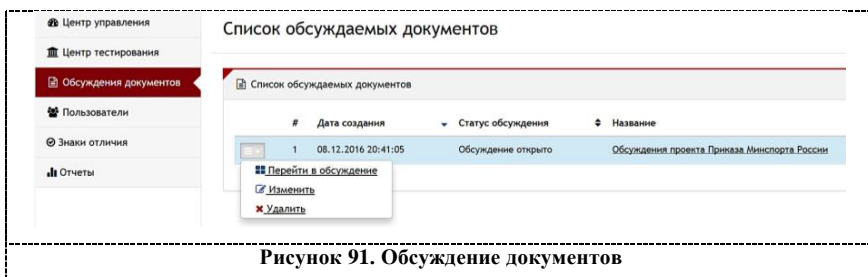 Центр управления
Список обсуждаемых документов
Центр тестирования
Обсуждения документов
Список обсуждаемых документов
Пользователи
# Дата создания Статус обсуждения Название
Знаки отличия
1 08.12.2016 20:41:05 Обсуждение открыто Обсуждения проекта Приказа Минспорта России
Отчеты
Перейти в обсуждение
Изменить
Удалить
Рисунок 91. Обсуждение документов